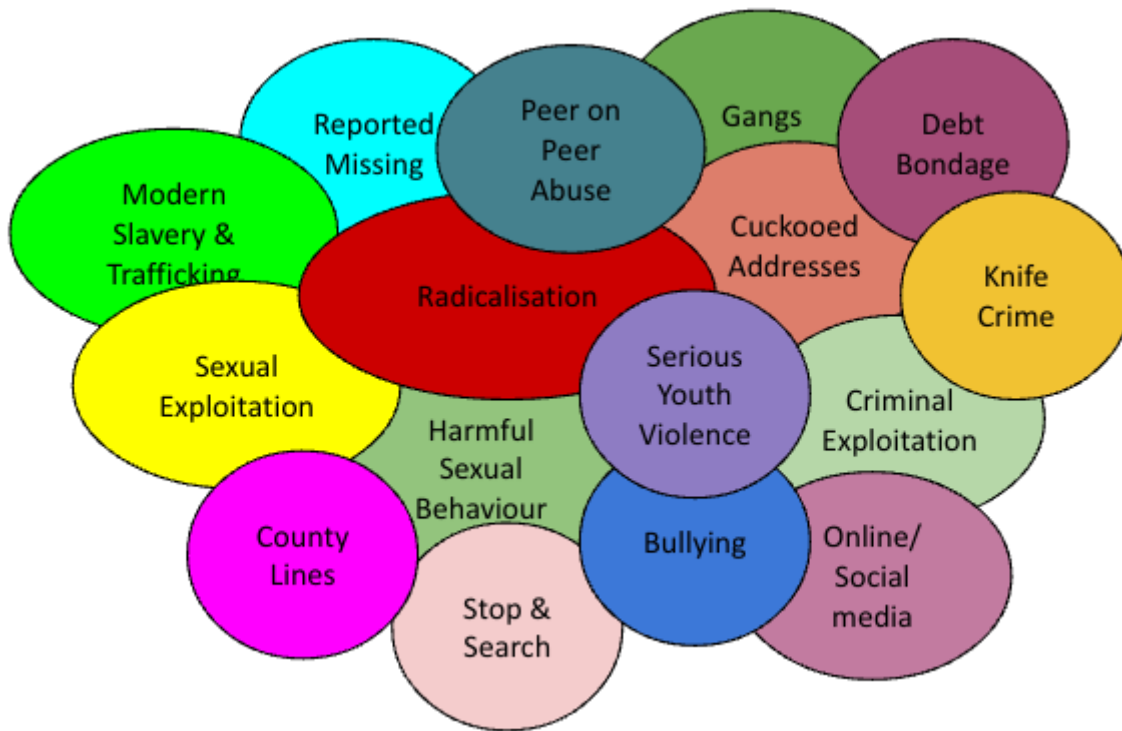 Reported
Missing
Peer on
Peer
Abuse
Gangs
Debt
Bondage
Modern
Slavery &
Trafficking
Radicalisation
Cuckooed
Addresses
Knife
Crime
Sexual
Exploitation
Serious
Youth
Violence
Criminal
Exploitation
Harmful
Sexual
Behaviour
County
Lines
Bullying
Online/
Social
media
Stop &
Search